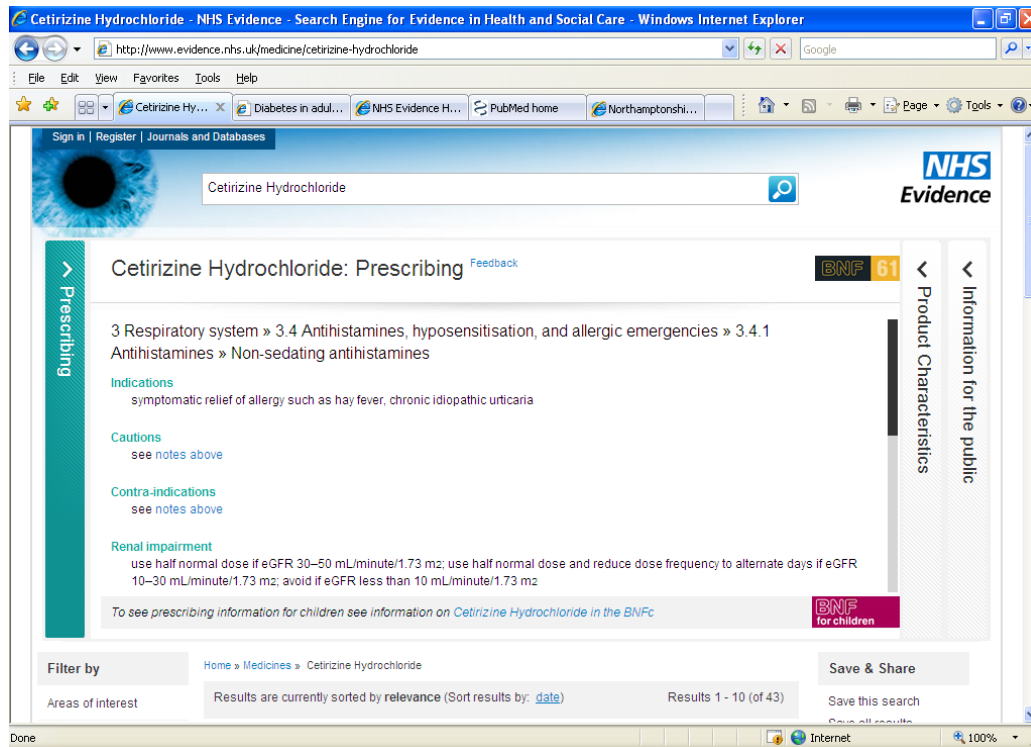 Cetirizine Hydrochloride - NHS Evidence - Search Engine for Evidence in Health and Social Care - Windows Internet Explorer
http://www.evidence.nhs.uk/medicine/cetirizine-hydrochloride
Google
File Edit View Favorites Tools Help
Cetirizine Hy... Diabetes in adul... NHS Evidence H... PubMed home Northamptonshi... Page Tools
Sign in | Register | Journals and Databases
Cetirizine Hydrochloride
NHS
Evidence
Prescribing
Cetirizine Hydrochloride: Prescribing Feedback
BNF 61
Product Characteristics
Information for the public
3 Respiratory system » 3.4 Antihistamines, hyposensitisation, and allergic emergencies » 3.4.1
Antihistamines » Non-sedating antihistamines
Indications
symptomatic relief of allergy such as hay fever, chronic idiopathic urticaria
Cautions
see notes above
Contra-indications
see notes above
Renal impairment
use half normal dose if eGFR 30–50 mL/minute/1.73 m2; use half normal dose and reduce dose frequency to alternate days if eGFR
10–30 mL/minute/1.73 m2; avoid if eGFR less than 10 mL/minute/1.73 m2
To see prescribing information for children see information on Cetirizine Hydrochloride in the BNFc
BNF
for children
Filter by
Home » Medicines » Cetirizine Hydrochloride
Save & Share
Areas of interest
Results are currently sorted by relevance (Sort results by: date)
Results 1 - 10 (of 43)
Save this search
Save all results
Done
Internet
100%